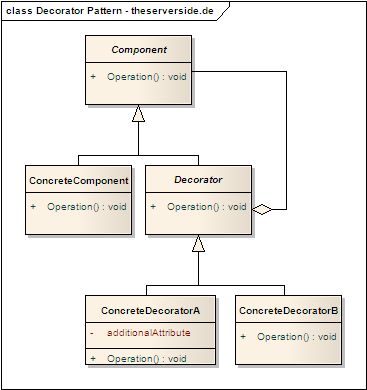 class Decorator Pattern - theserverside.de
Component
+ Operation() : void
ConcreteComponent
+ Operation() : void
Decorator
+ Operation() : void
ConcreteDecoratorA
- additionalAttribute
+ Operation() : void
ConcreteDecoratorB
+ Operation() : void